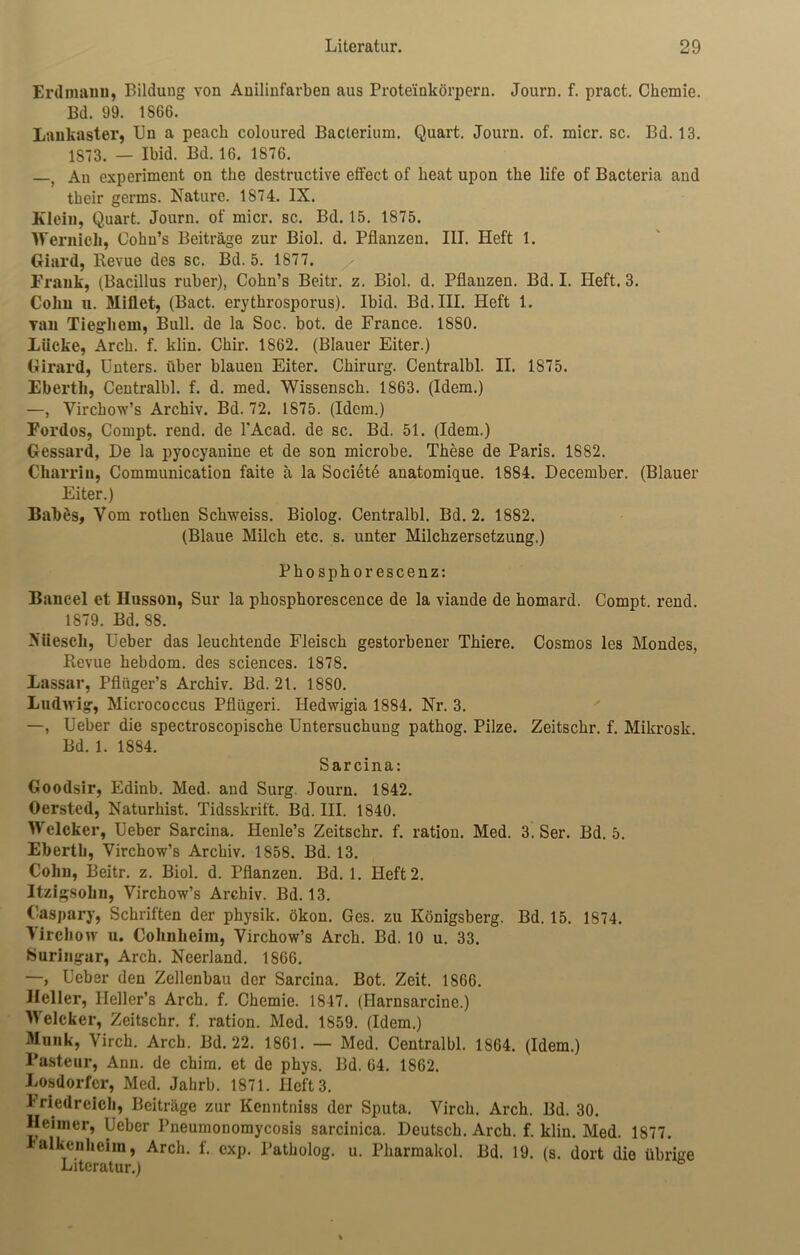 Literatur. 29
Erdmann, Bildung von Anilinfarben aus Proteïnkörpern. Journ. f. pract. Chemie.
Bd. 99. 1866.
Lankaster, Un a peach coloured Bacterium. Quart. Journ. of. micr. sc. Bd. 13.
1873. — Ibid. Bd. 16. 1876.
—, An experiment on the destructive effect of heat upon the life of Bacteria and
their germs. Nature. 1874. IX.
Klein, Quart. Journ. of micr. sc. Bd. 15. 1875.
Wernich, Cohn's Beiträge zur Biol. d. Pflanzen. III. Heft 1.
Giard, Revue des sc. Bd. 5. 1877.
Frank, (Bacillus ruber), Cohn's Beitr. z. Biol. d. Pflanzen. Bd. I. Heft. 3.
Cohn u. Miflet, (Bact. erythrosporus). Ibid. Bd. III. Heft 1.
van Tieghem, Bull. de la Soc. bot. de France. 1880.
Lücke, Arch. f. klin. Chir. 1862. (Blauer Eiter.)
Girard, Unters. über blauen Eiter. Chirurg. Centralbl. II. 1875.
Eberth, Centralbl. f. d. med. Wissensch. 1863. (Idem.)
—, Virchow's Archiv. Bd. 72. 1875. (Idem.)
Fordos, Compt. rend. de l'Acad. de sc. Bd. 51. (Idem.)
Gessard, De la pyocyanine et de son microbe. Thèse de Paris. 1882.
Charrin, Communication faite à la Société anatomique. 1884. December. (Blauer
Eiter.)
Babès, Vom rothen Schweiss. Biolog. Centralbl. Bd. 2. 1882.
(Blaue Milch etc. s. unter Milchzersetzung.)
Phosphorescenz:
Bancel et Husson, Sur la phosphorescence de la viande de homard. Compt. rend.
1879. Bd. 88.
Nüesch, Ueber das leuchtende Fleisch gestorbener Thiere. Cosmos les Mondes,
Revue hebdom. des sciences. 1878.
Lassar, Pflüger's Archiv. Bd. 21. 1880.
Ludwig, Micrococcus Pflügeri. Hedwigia 1884. Nr. 3.
—, Ueber die spectroscopische Untersuchung pathog. Pilze. Zeitschr. f. Mikrosk.
Bd. 1. 1884.
Sarcina:
Goodsir, Edinb. Med. and Surg. Journ. 1842.
Oersted, Naturhist. Tidsskrift. Bd. III. 1840.
Welcker, Ueber Sarcina. Henle's Zeitschr. f. ration. Med. 3. Ser. Bd. 5.
Eberth, Virchow's Archiv. 1858. Bd. 13.
Cohn, Beitr. z. Biol. d. Pflanzen. Bd. 1. Heft 2.
Itzigsohn, Virchow's Archiv. Bd. 13.
Caspary, Schriften der physik. ökon. Ges. zu Königsberg. Bd. 15. 1874.
Virchow u. Cohnheim, Virchow's Arch. Bd. 10 u. 33.
Suringar, Arch. Neerland. 1866.
—, Ueber den Zellenbau der Sarcina. Bot. Zeit. 1866.
Heller, Heller's Arch. f. Chemie. 1847. (Harnsarcine.)
Welcker, Zeitschr. f. ration. Med. 1859. (Idem.)
Munk, Virch. Arch. Bd. 22. 1861. — Med. Centralbl. 1864. (Idem.)
Pasteur, Ann. de chim. et de phys. Bd. 64. 1862.
Losdorfer, Med. Jahrb. 1871. Heft 3.
Friedreich, Beiträge zur Kenntniss der Sputa. Virch. Arch. Bd. 30.
Heimer, Ueber Pneumonomycosis sarcinica. Deutsch. Arch. f. klin. Med. 1877.
Falkenheim, Arch. f. exp. Patholog. u. Pharmakol. Bd. 19. (s. dort die übrige
Literatur.)